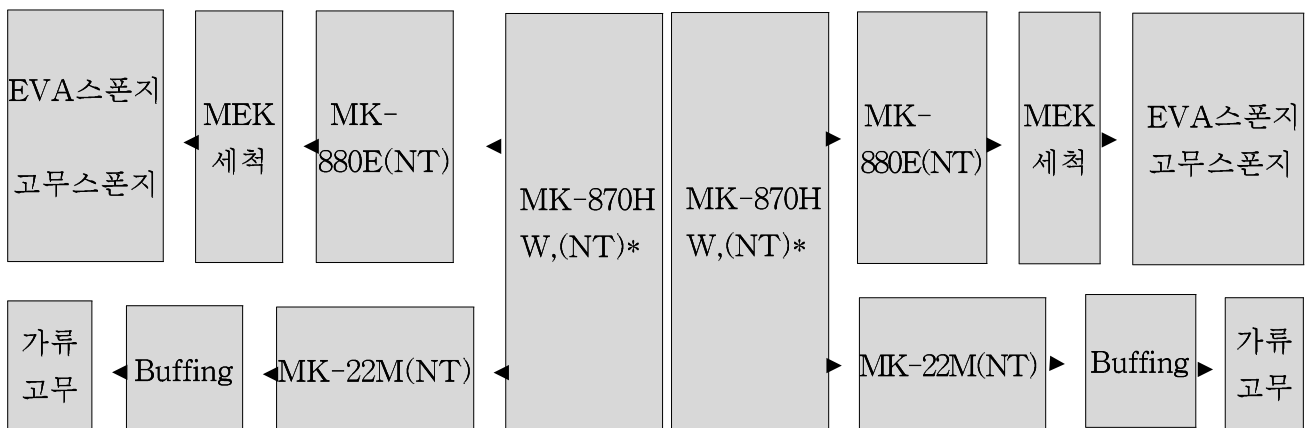 EVA스폰지
고무스폰지
MEK
세척
MK-
880E(NT)
MK-870H
W,(NT)*
MK-870H
W,(NT)*
MK-
880E(NT)
MEK
세척
EVA스폰지
고무스폰지
가류
고무
Buffing
MK-22M(NT)
MK-22M(NT)
Buffing
가류
고무